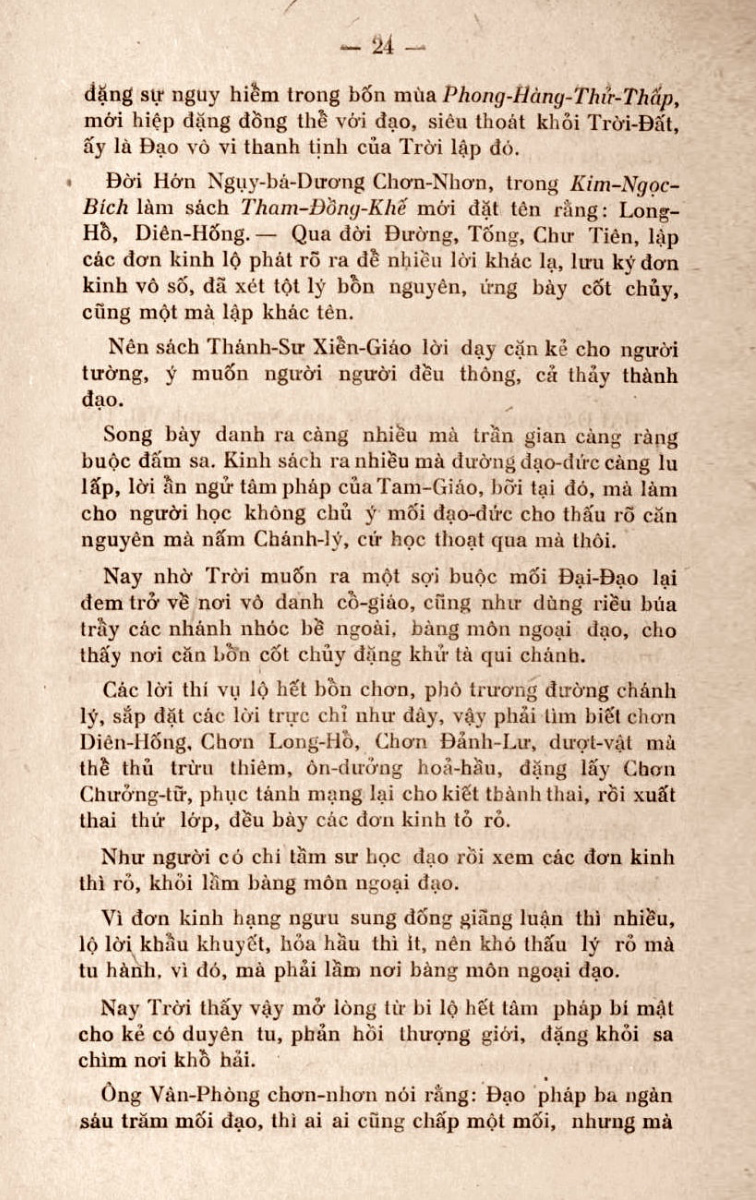 — 24 —
đặng sự nguy hiểm trong bốn mùa Phong-Hàng-Thử-Thấp,
mới hiệp đặng đồng thể với đạo, siêu thoát khỏi Trời-Đất,
ấy là Đạo vô vi thanh tịnh của Trời lập đó.
Đời Hớn Ngụy-bá-Dương Chơn-Nhơn, trong Kim-Ngọc-
Bích làm sách Tham-Đồng-Khế mới đặt tên rằng: Long-
Hồ, Diên-Hống. — Qua đời Đường, Tống, Chư Tiên, lập
các đơn kinh lộ phát rõ ra dề nhiều lời khác lạ, lưu ký đơn
kinh vô số, đã xét tột lý bồn nguyên, ứng bày cốt chủy,
cũng một mà lập khác tên.
Nên sách Thánh-Sư Xiển-Giáo lời dạy cặn kẻ cho người
tường, ý muốn người người đều thông, cả thảy thành
đạo.
Song bày danh ra càng nhiều mà trần gian càng ràng
buộc đấm sa. Kinh sách ra nhiều mà đường đạo-đức càng lu
lấp, lời ẩn ngử tâm pháp của Tam-Giáo, bỡi tại đó, mà làm
cho người học không chủ ý mối đạo-đức cho thấu rõ căn
nguyên mà nấm Chánh-lý, cứ học thoạt qua mà thôi.
Nay nhờ Trời muốn ra một sợi buộc mối Đại-Đạo lại
đem trở về nơi vô danh cồ-giáo, cũng như dùng riều búa
trầy các nhánh nhóc bề ngoài, bàng môn ngoại đạo, cho
thấy nơi căn bồn cốt chủy đặng khử tà qui chánh.
Các lời thí vụ lộ hết bồn chơn, phô trương đường chánh
lý, sắp đặt các lời trực chỉ như đây, vậy phải tìm biết chơn
Diên-Hống, Chơn Long-Hồ, Chơn Đảnh-Lư, dượt-vật mà
thể thủ trừu thiêm, ôn-dưởng hoả-hầu, đặng lấy Chơn
Chưởng-tữ, phục tánh mạng lại cho kiết thành thai, rồi xuất
thai thứ lớp, đều bày các đơn kinh tỏ rỏ.
Như người có chi tầm sư học đạo rồi xem các đơn kinh
thì rỏ, khỏi lầm bàng môn ngoại đạo.
Vì đơn kinh hạng ngưu sung đống giãng luận thì nhiều,
lộ lời khẩu khuyết, hỏa hầu thì ít, nên khó thấu lý rỏ mà
tu hành. vì đó, mà phải lầm nơi bàng môn ngoại đạo.
Nay Trời thấy vậy mở lòng từ bi lộ hết tâm pháp bí mật
cho kẻ có duyên tu, phản hồi thượng giới, đặng khỏi sa
chìm nơi khồ hải.
Ông Vân-Phòng chơn-nhơn nói rằng: Đạo pháp ba ngàn
sáu trăm mối đạo, thì ai ai cũng chấp một mối, nhưng mà